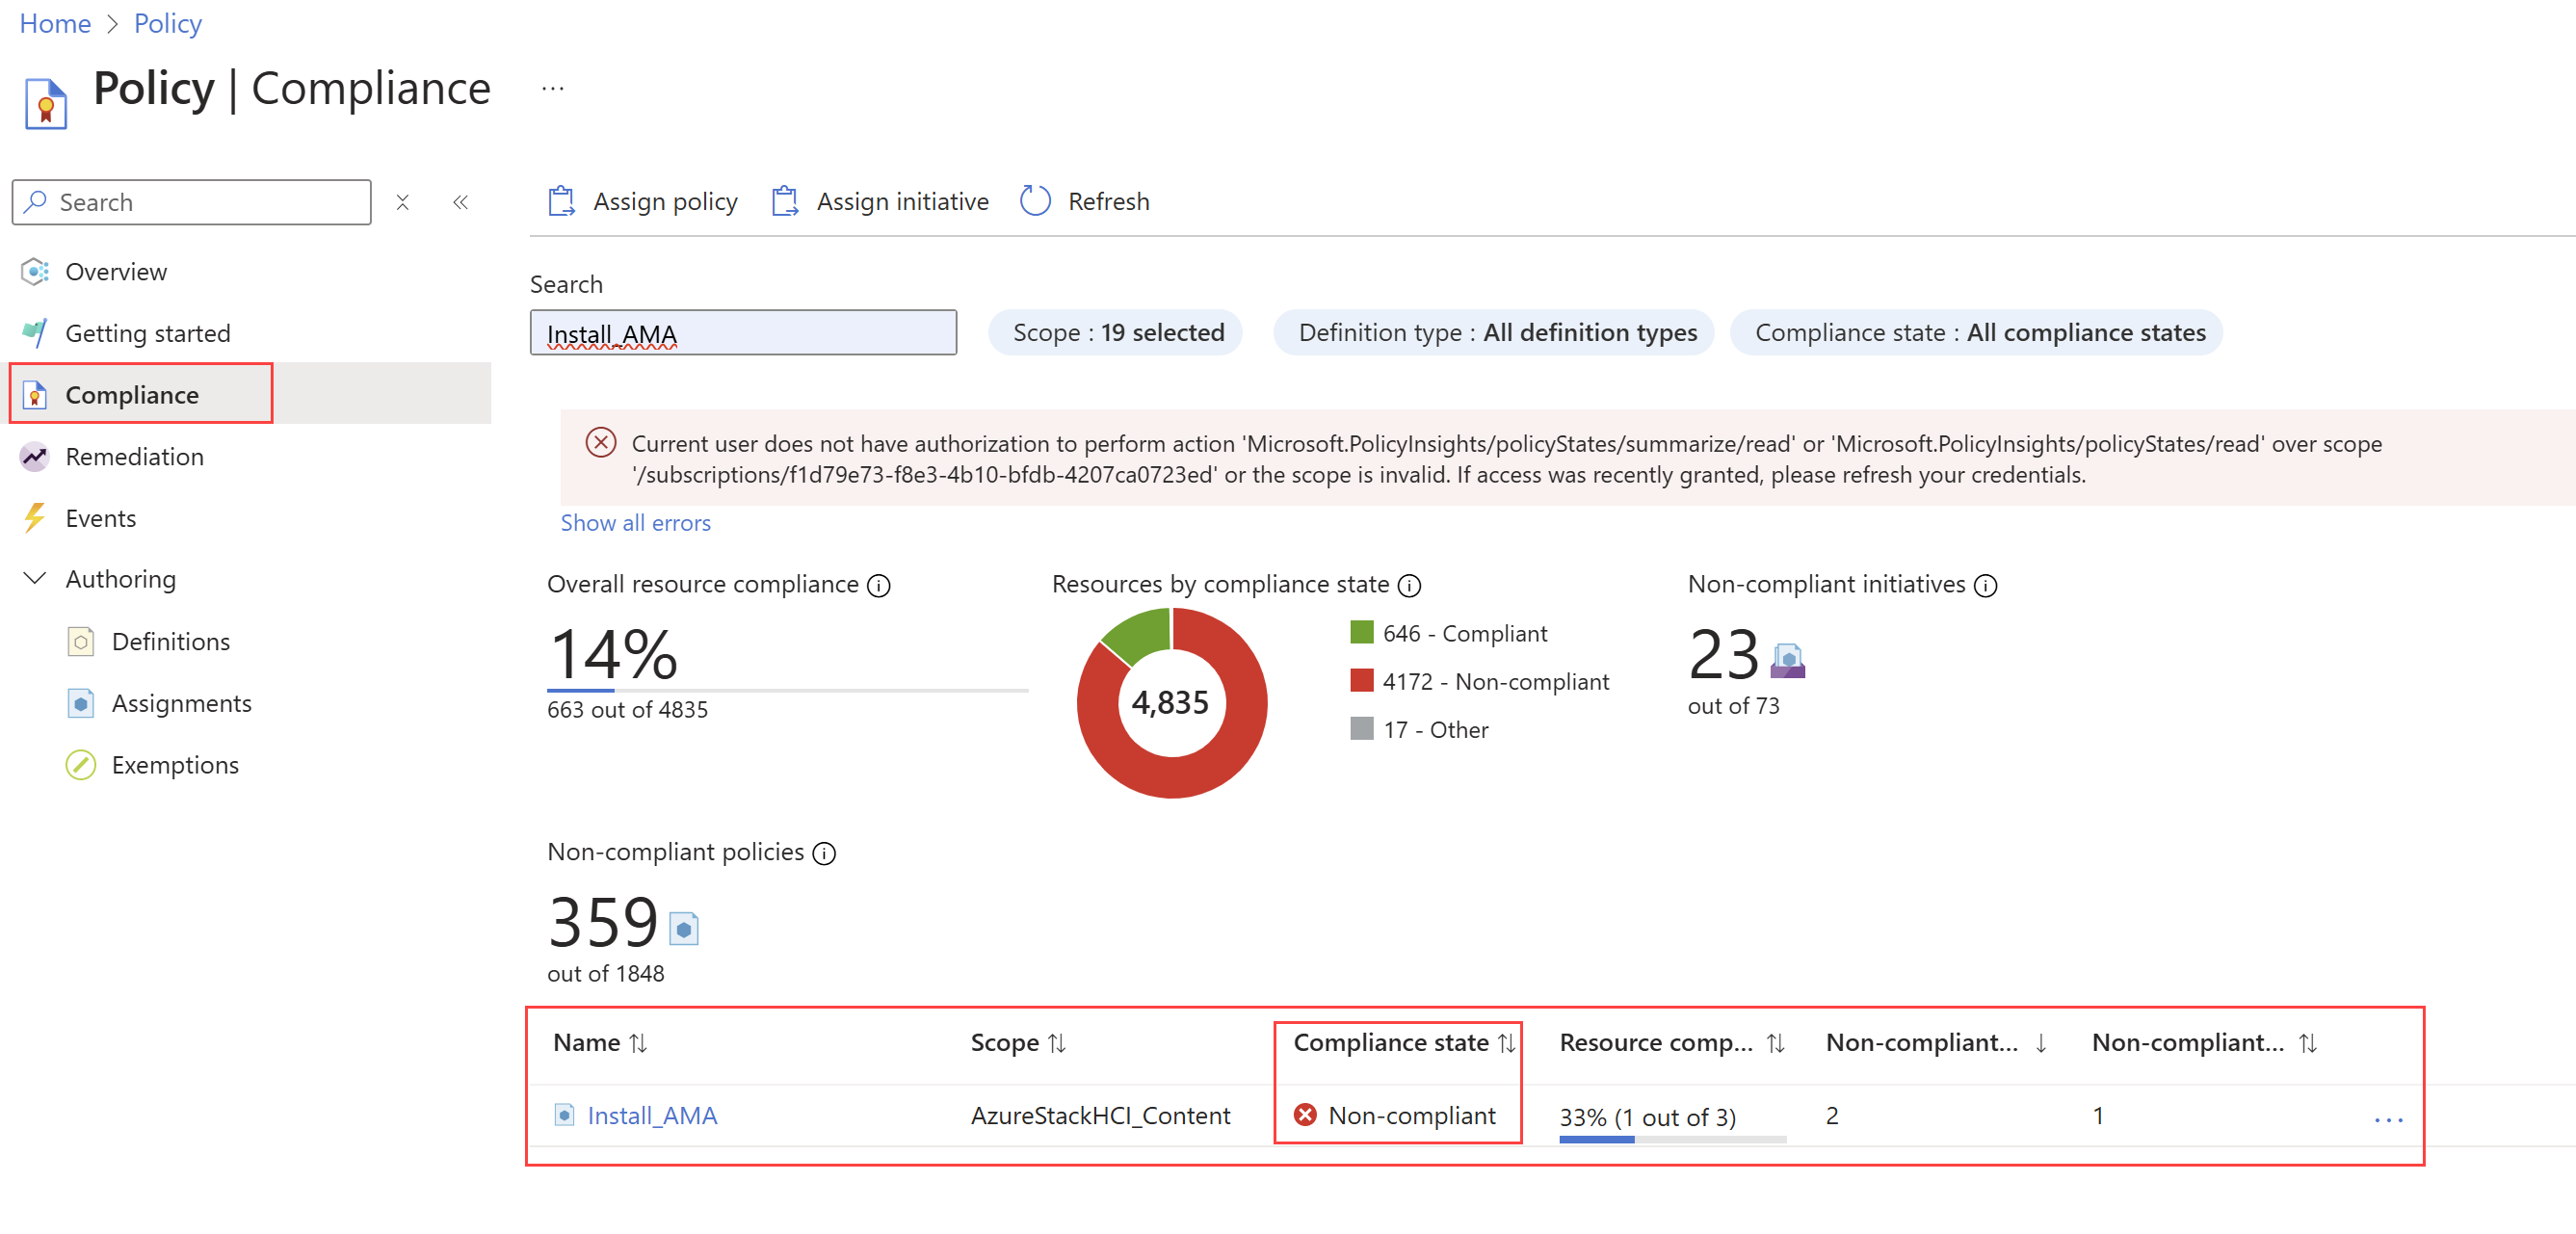 Home > Policy
Policy | Compliance ...
Search
Overview
Getting started
Compliance
Remediation
Events
Authoring
Definitions
Assignments
Exemptions
Assign policy Assign initiative Refresh
Search
Install_AMA
Scope : 19 selected
Definition type : All definition types
Compliance state : All compliance states
Current user does not have authorization to perform action 'Microsoft.PolicyInsights/policyStates/summarize/read' or 'Microsoft.PolicyInsights/policyStates/read' over scope
'/subscriptions/f1d79e73-f8e3-4b10-bfdb-4207ca0723ed' or the scope is invalid. If access was recently granted, please refresh your credentials.
Show all errors
Overall resource compliance
14%
663 out of 4835
Resources by compliance state
4,835
646 - Compliant
4172 - Non-compliant
17 - Other
Non-compliant initiatives
23
out of 73
Non-compliant policies
359
out of 1848
Name Scope Compliance state Resource comp... Non-compliant... Non-compliant...
Install_AMA AzureStackHCI_Content Non-compliant 33% (1 out of 3) 2 1 ...